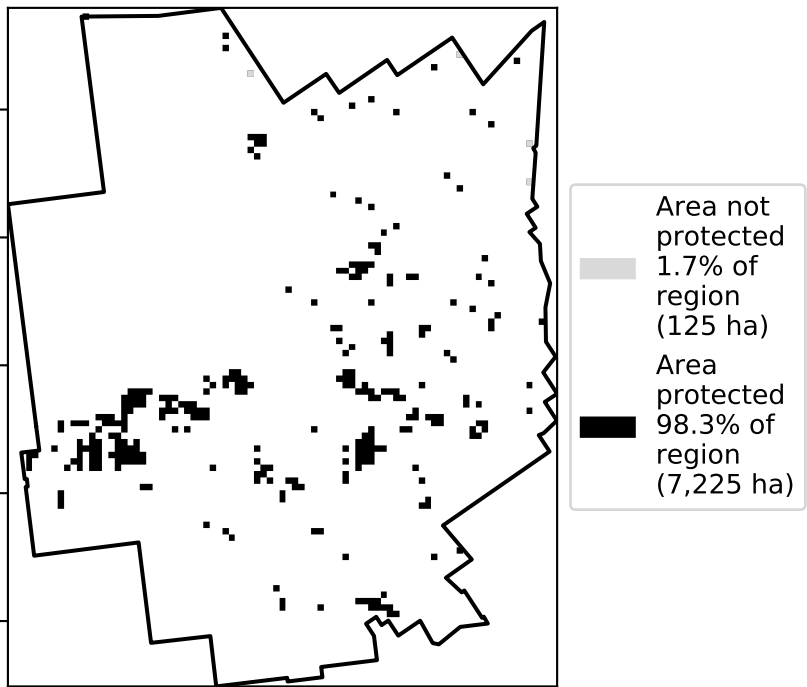 Area not
protected
1.7% of
region
(125 ha)
Area
protected
98.3% of
region
(7,225 ha)